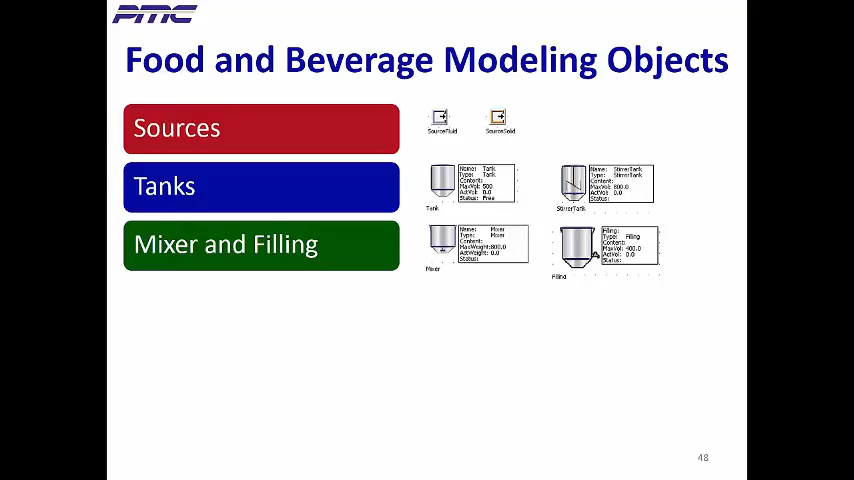 PMC
Food and Beverage Modeling Objects
Sources
SourceFluid
SourceSolid
Tanks
Name: Tank
Type: Tank
Content:
MaxVol: 500
ActVol: 0.0
Status: Free
Tank
Name: StirrerTank
Type: StirrerTank
Content:
MaxVol: 800.0
ActVol: 0.0
Status:
StirrerTank
Mixer and Filling
Name: Mixer
Type: Mixer
Content:
MaxWeight:800.0
ActWeight: 0.0
Status:
Mixer
Filling:
Type: Filling
Content:
MaxVol: 400.0
ActVol: 0.0
Status:
Filling
48